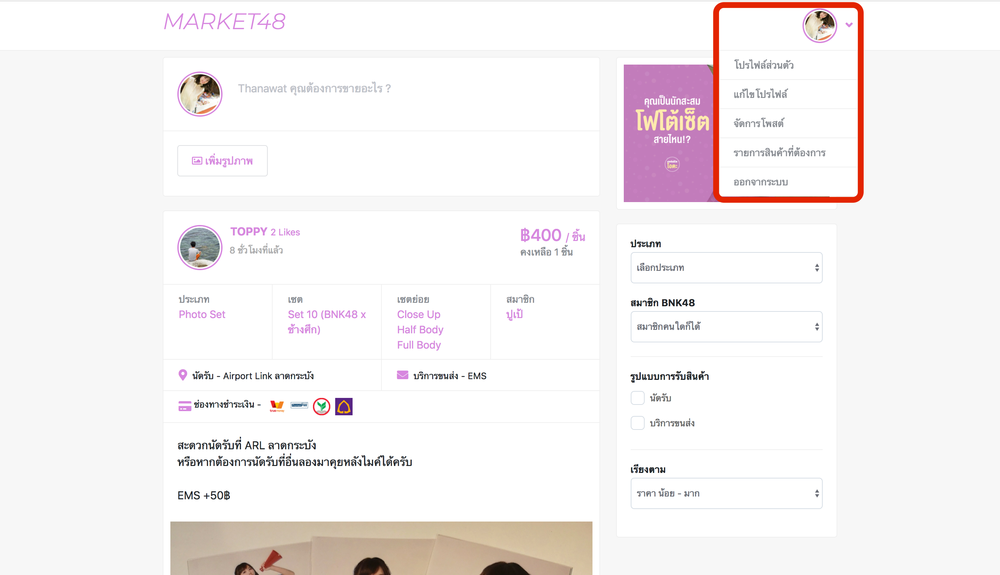 MARKET48
โปรไฟล์ส่วนตัว
แก้ไขโปรไฟล์
จัดการโพสต์
รายการสินค้าที่ต้องการ
ออกจากระบบ
Thanawat คุณต้องการขายอะไร ?
เพิ่มรูปภาพ
คุณเป็นนักสะสม
โฟโต้เซ็ต
สายไหน!?
โอตะ
TOPPY 2 Likes
8 ชั่วโมงที่แล้ว
฿400 / ชิ้น
คงเหลือ 1 ชิ้น
ประเภท
Photo Set
เซต
Set 10 (BNK48 x
ช้างศึก)
เซตย่อย
Close Up
Half Body
Full Body
สมาชิก
ปูเป้
นัดรับ - Airport Link ลาดกระบัง
บริการขนส่ง - EMS
ช่องทางชำระเงิน -
true money
PromptPay
สะดวกนัดรับที่ ARL ลาดกระบัง
หรือหากต้องการนัดรับที่อื่นลองมาคุยหลังไมค์ได้ครับ
EMS +50฿
ประเภท
เลือกประเภท
สมาชิก BNK48
สมาชิกคนใดก็ได้
รูปแบบการรับสินค้า
นัดรับ
บริการขนส่ง
เรียงตาม
ราคา น้อย - มาก